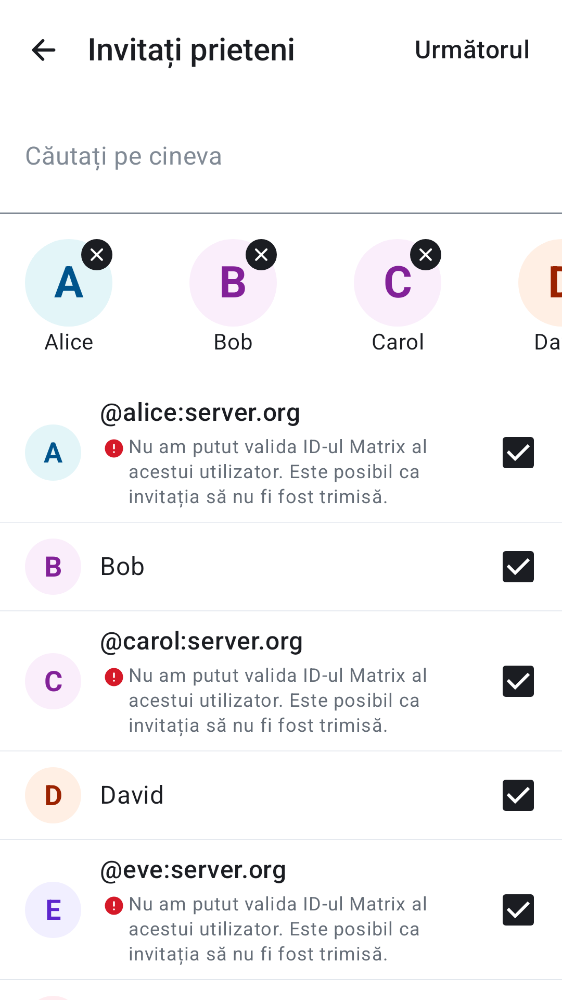 Invitați prieteni
Următorul
Căutați pe cineva
A
B
C
Alice
Bob
Carol
Da
A
@alice:server.org
Nu am putut valida ID-ul Matrix al
acestui utilizator. Este posibil ca
invitația să nu fi fost trimisă.
B
Bob
C
@carol:server.org
Nu am putut valida ID-ul Matrix al
acestui utilizator. Este posibil ca
invitația să nu fi fost trimisă.
D
David
E
@eve:server.org
Nu am putut valida ID-ul Matrix al
acestui utilizator. Este posibil ca
invitația să nu fi fost trimisă.